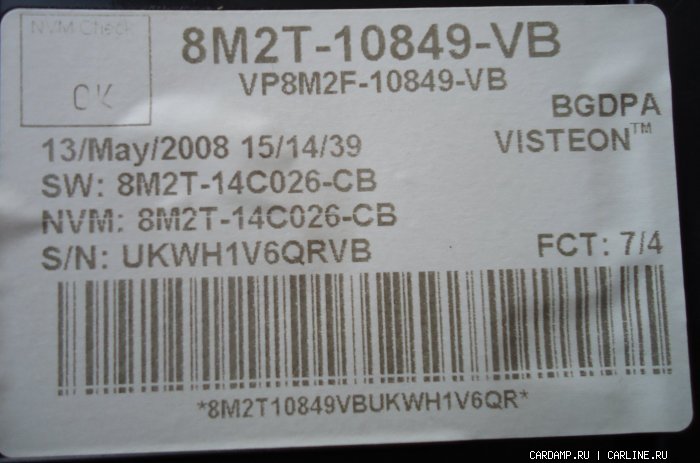 NVM Check
OK
8M2T-10849-VB
VP8M2F-10849-VB
BGDPA
13/May/2008 15/14/39
VISTEON™
SW: 8M2T-14C026-CB
NVM: 8M2T-14C026-CB
S/N: UKWH1V6QRVB
FCT: 7/4
*8M2T10849VBUKWH1V6QR*
CARDAMP.RU | CARLINE.RU